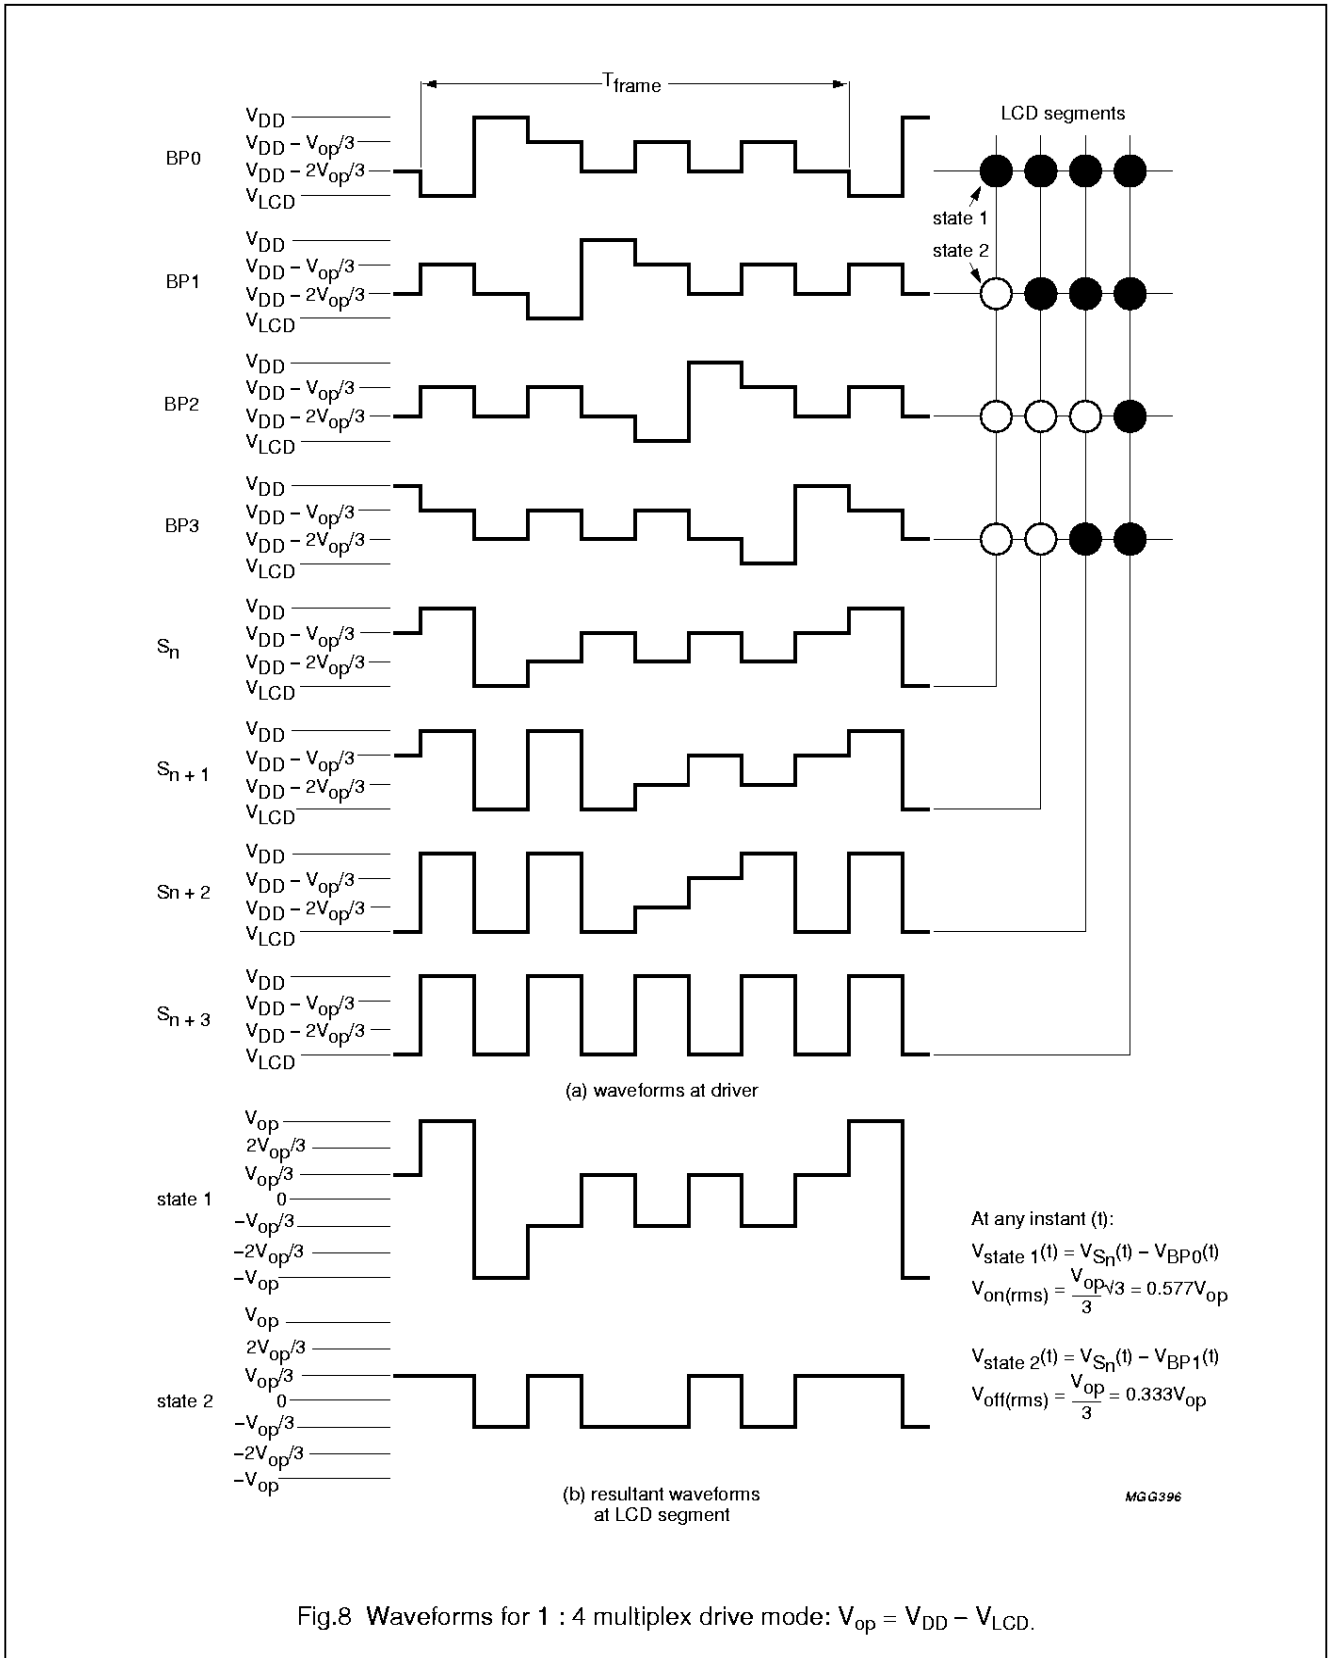 T_frame
LCD segments
BP0
V_DD
V_DD – V_op/3
V_DD – 2V_op/3
V_LCD
state 1
state 2
BP1
V_DD
V_DD – V_op/3
V_DD – 2V_op/3
V_LCD
BP2
V_DD
V_DD – V_op/3
V_DD – 2V_op/3
V_LCD
BP3
V_DD
V_DD – V_op/3
V_DD – 2V_op/3
V_LCD
S_n
V_DD
V_DD – V_op/3
V_DD – 2V_op/3
V_LCD
S_n + 1
V_DD
V_DD – V_op/3
V_DD – 2V_op/3
V_LCD
Sn + 2
V_DD
V_DD – V_op/3
V_DD – 2V_op/3
V_LCD
S_n + 3
V_DD
V_DD – V_op/3
V_DD – 2V_op/3
V_LCD
(a) waveforms at driver
state 1
V_op
2V_op/3
V_op/3
0
–V_op/3
–2V_op/3
–V_op
state 2
V_op
2V_op/3
V_op/3
0
–V_op/3
–2V_op/3
–V_op
At any instant (t):
V_state 1(t) = V_Sn(t) – V_BP0(t)
V_on(rms) = V_op/3 √3 = 0.577V_op
V_state 2(t) = V_Sn(t) – V_BP1(t)
V_off(rms) = V_op/3 = 0.333V_op
(b) resultant waveforms
at LCD segment
MGG396
Fig.8 Waveforms for 1 : 4 multiplex drive mode: V_op = V_DD – V_LCD.